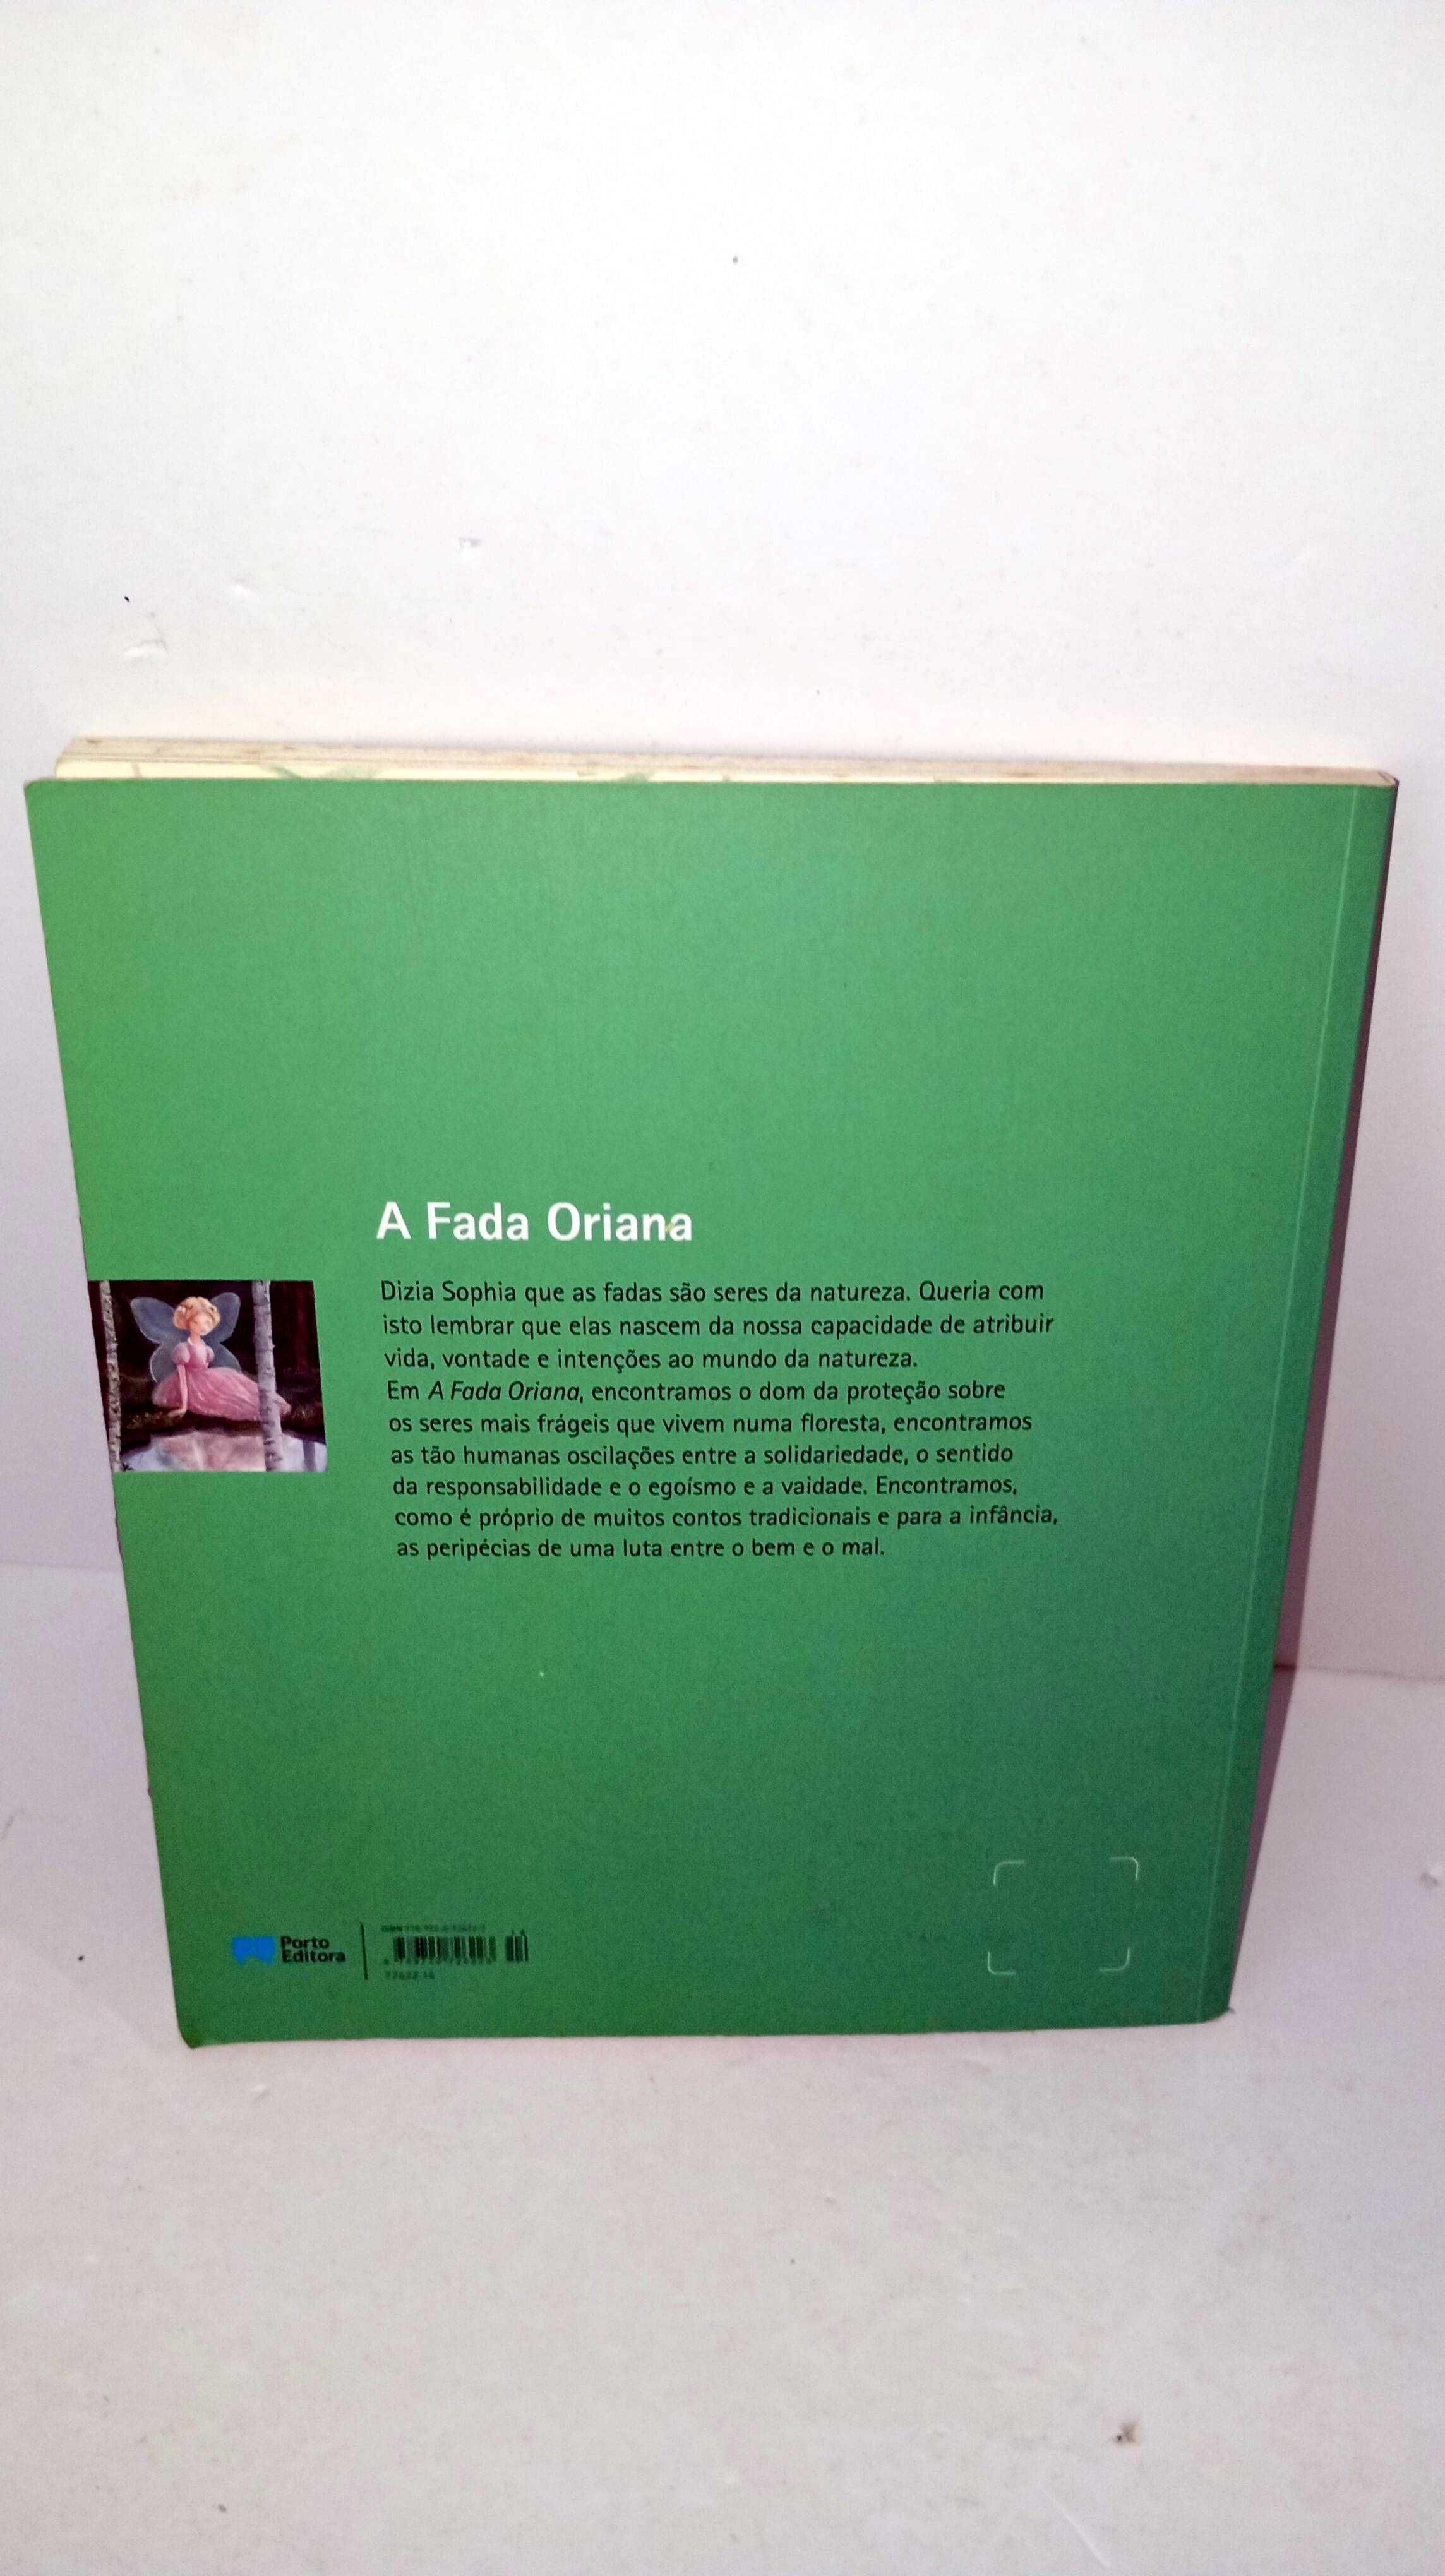 A Fada Oriana
Dizia Sophia que as fadas são seres da natureza. Queria com
isto lembrar que elas nascem da nossa capacidade de atribuir
vida, vontade e intenções ao mundo da natureza.
Em A Fada Oriana, encontramos o dom da proteção sobre
os seres mais frágeis que vivem numa floresta, encontramos
as tão humanas oscilações entre a solidariedade, o sentido
da responsabilidade e o egoísmo e a vaidade. Encontramos,
como é próprio de muitos contos tradicionais e para a infância,
as peripécias de uma luta entre o bem e o mal.
Porto
Editora
ISBN